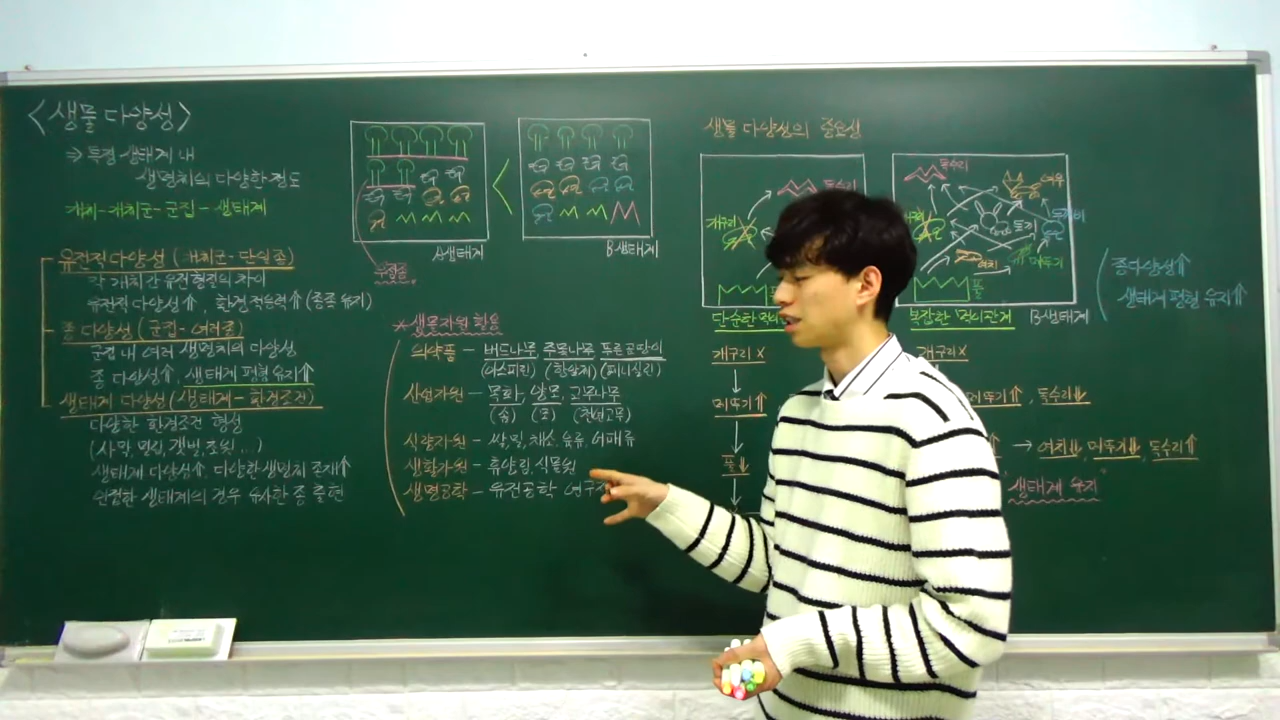 <생물 다양성>
⇒ 특정 생태계 내
생명체의 다양한 정도
개체-개체군-군집-생태계
유전적 다양성 (개체군-단일종)
각 개체간 유전형질의 차이
유전적 다양성↑, 환경 적응력↑ (종족 유지)
종 다양성 (군집-여러종)
군집 내 여러 생명체의 다양성
종 다양성↑, 생태계 평형 유지↑
생태계 다양성 (생태계-환경조건)
다양한 환경조건 형성
(사막, 밀림, 갯벌, 초원, ...)
생태계 다양성↑, 다양한 생명체 존재↑
인접한 생태계의 경우 유사한 종 출현
A생태계
<
B생태계
우점종
*생물자원 활용
의약품 - 버드나무, 주목나무, 푸른곰팡이
(아스피린) (항암제) (페니실린)
산업자원 - 목화, 양모, 고무나무
(솜) (천연고무)
식량자원 - 쌀, 밀, 채소, 육류, 어패류
생활자원 - 휴양림, 식물원
생명공학 - 유전공학
생물 다양성의 중요성
독수리
개구리
단순한 먹이
개구리 X
메뚜기↑
풀↓
독수리
여우
토끼
여치
메뚜기
풀
복잡한 먹이관계
B생태계
개구리X
메뚜기↑, 독수리↓
→ 여치↓, 메뚜기↓, 독수리↑
생태계 유지
종다양성↑
생태계 평형 유지↑